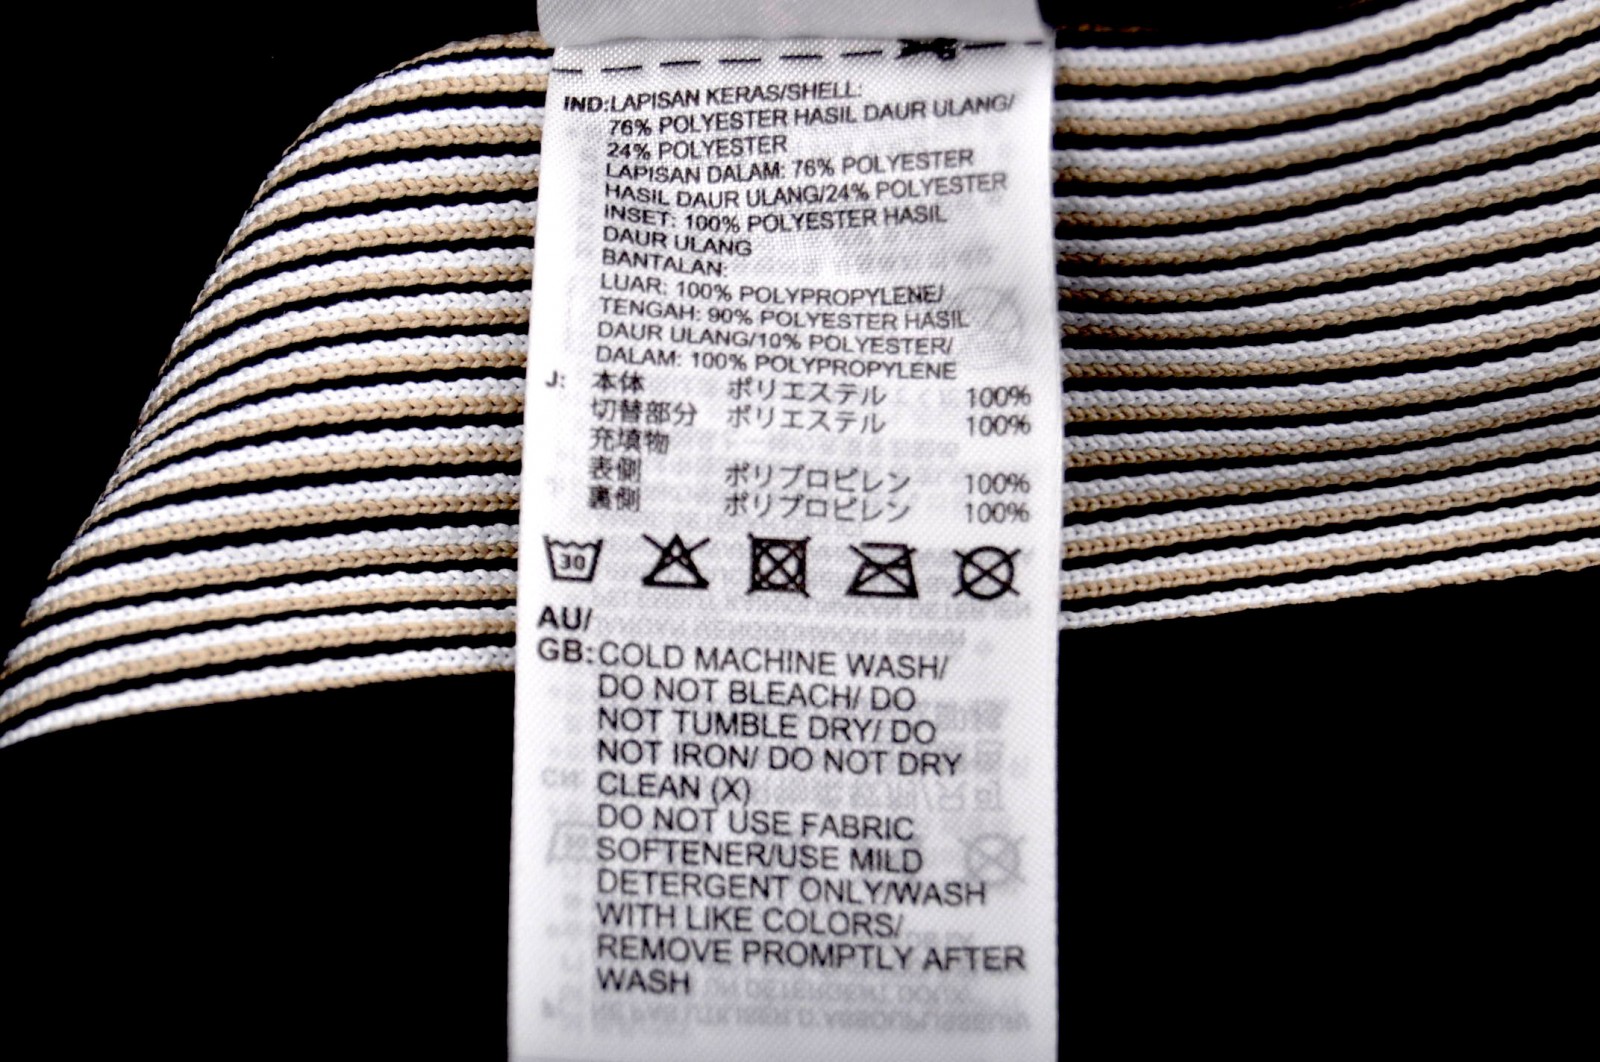 IND:LAPISAN KERAS/SHELL:
76% POLYESTER HASIL DAUR ULANG/
24% POLYESTER
LAPISAN DALAM: 76% POLYESTER
HASIL DAUR ULANG/24% POLYESTER
INSET: 100% POLYESTER HASIL
DAUR ULANG
BANTALAN:
LUAR: 100% POLYPROPYLENE/
TENGAH: 90% POLYESTER HASIL
DAUR ULANG/10% POLYESTER/
DALAM: 100% POLYPROPYLENE
J: 本体 ポリエステル 100%
切替部分 ポリエステル 100%
充填物
表側 ポリプロピレン 100%
裏側 ポリプロピレン 100%
30
AU/
GB:COLD MACHINE WASH/
DO NOT BLEACH/ DO
NOT TUMBLE DRY/ DO
NOT IRON/ DO NOT DRY
CLEAN (X)
DO NOT USE FABRIC
SOFTENER/USE MILD
DETERGENT ONLY/WASH
WITH LIKE COLORS/
REMOVE PROMPTLY AFTER
WASH